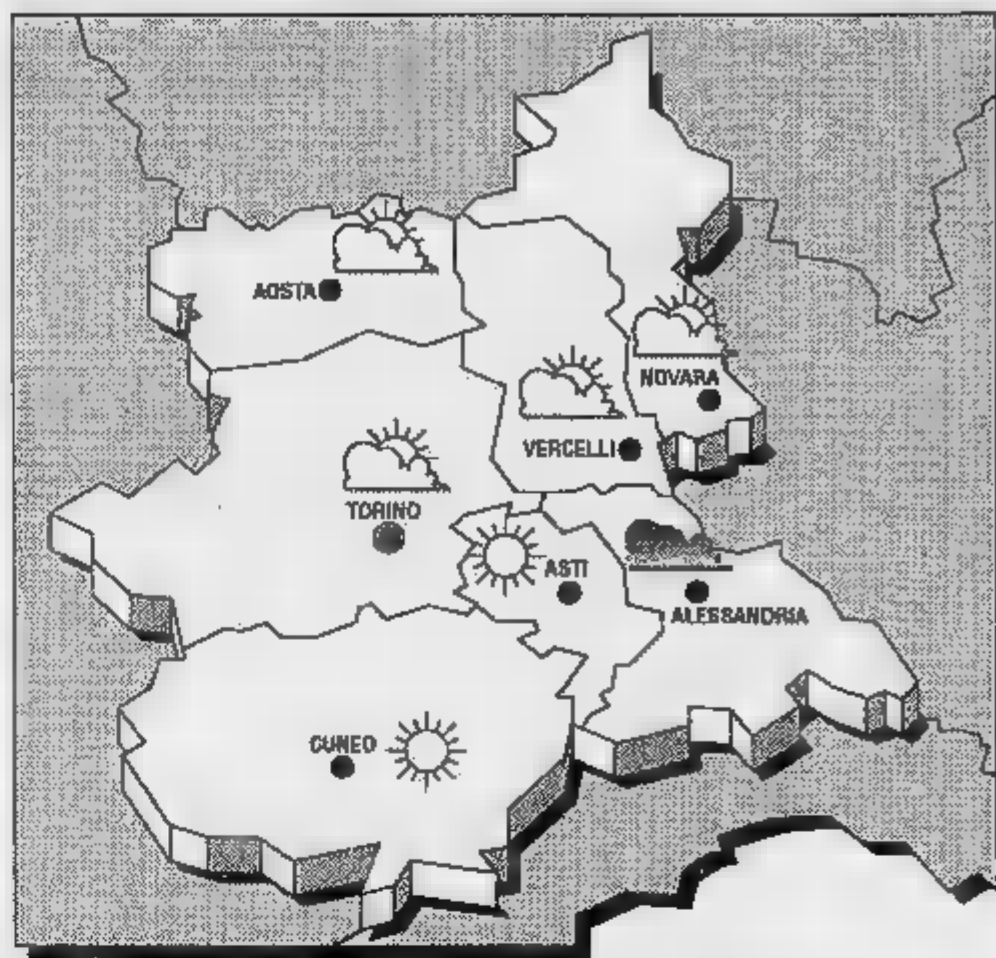 AOSTA
NOVARA
VERCELLI
TORINO
ASTI
ALESSANDRIA
CUNEO